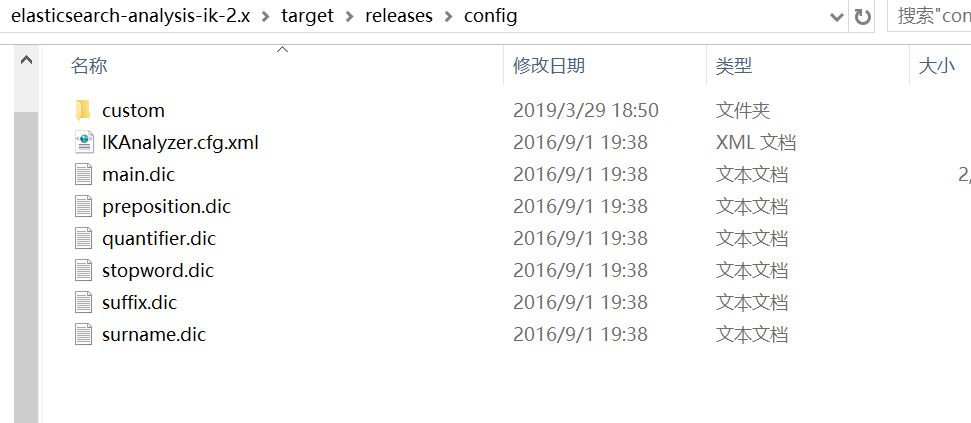 elasticsearch-analysis-ik-2.x > target > releases > config 搜索"con
名称 修改日期 类型 大小
custom 2019/3/29 18:50 文件夹
IKAnalyzer.cfg.xml 2016/9/1 19:38 XML 文档
main.dic 2016/9/1 19:38 文本文档 2,
preposition.dic 2016/9/1 19:38 文本文档
quantifier.dic 2016/9/1 19:38 文本文档
stopword.dic 2016/9/1 19:38 文本文档
suffix.dic 2016/9/1 19:38 文本文档
surname.dic 2016/9/1 19:38 文本文档